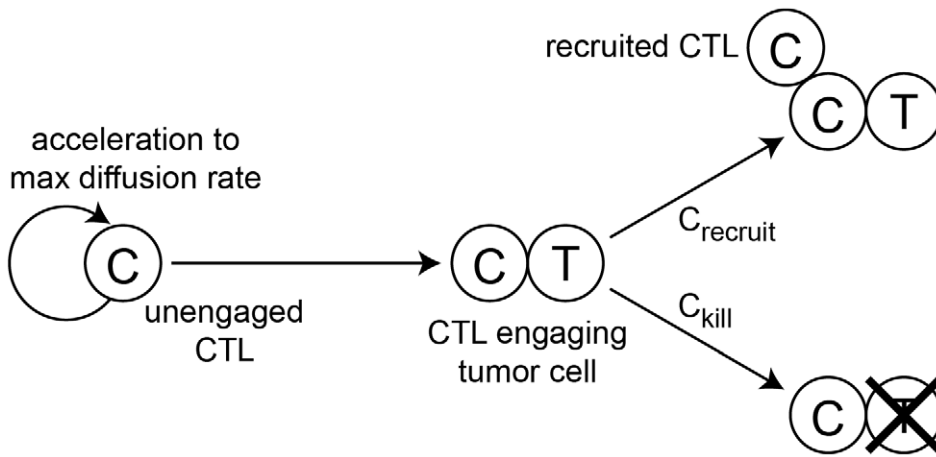 recruited CTL
C
C T
acceleration to
max diffusion rate
C
unengaged
CTL
C T
CTL engaging
tumor cell
C_recruit
C_kill
C T